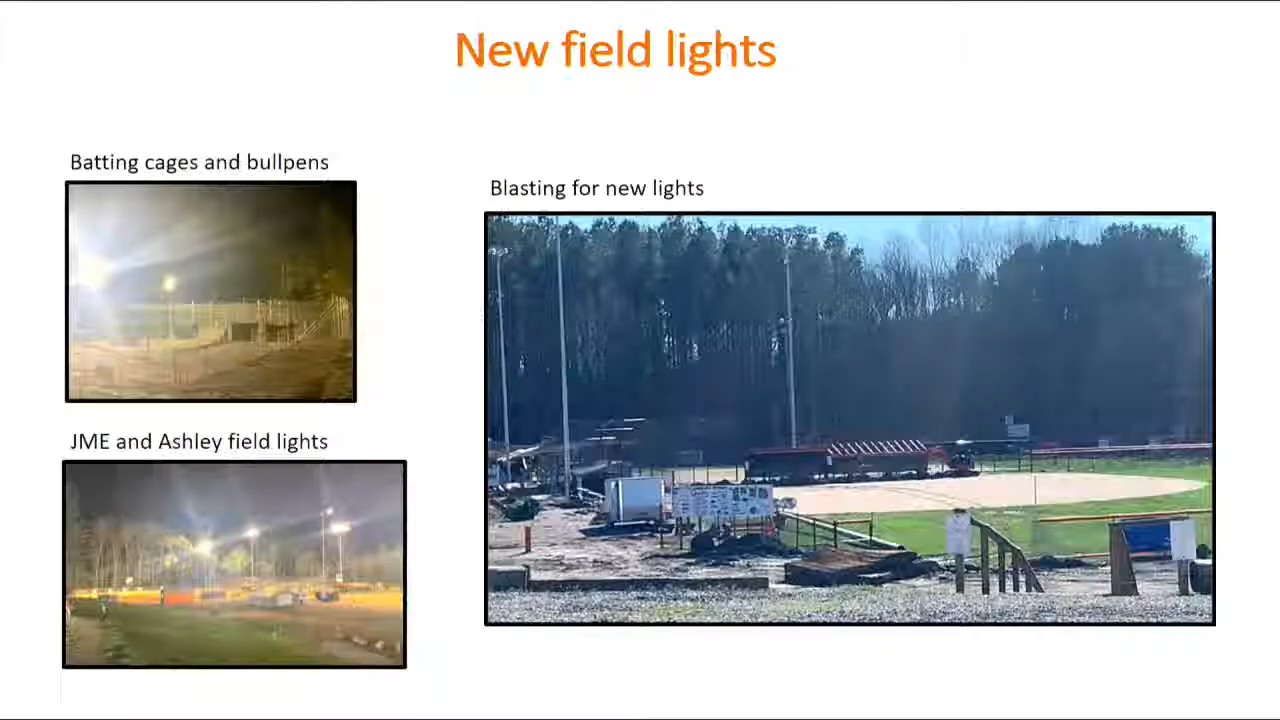 New field lights
Batting cages and bullpens
Blasting for new lights
JME and Ashley field lights